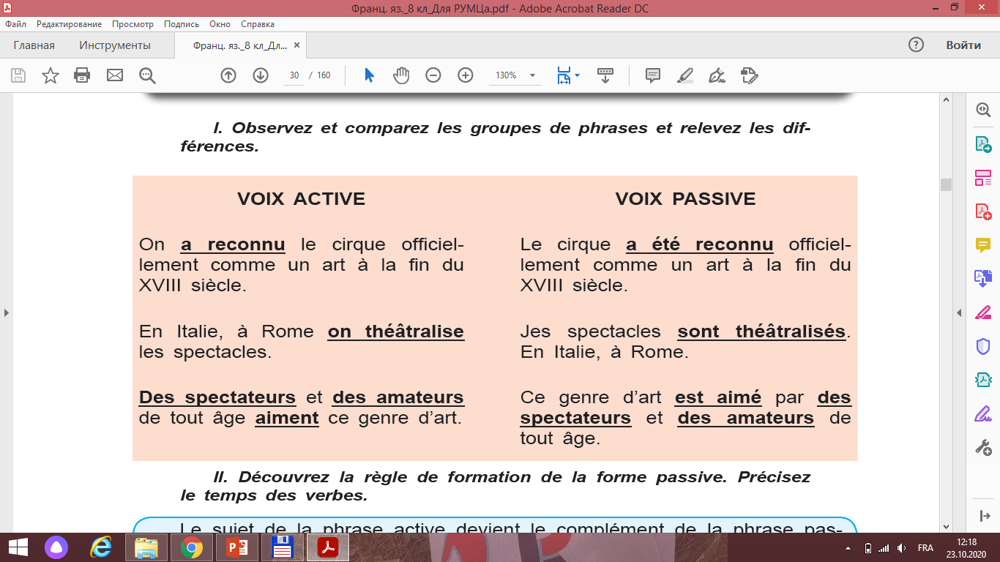 Франц. яз._8 кл_Для РУМЦа.pdf - Adobe Acrobat Reader DC
Файл Редактирование Просмотр Подпись Окно Справка
Главная Инструменты Франц. яз._8 кл_Дл... × Войти
30 / 160 130%
I. Observez et comparez les groupes de phrases et relevez les dif-
férences.
VOIX ACTIVE
On a reconnu le cirque officiel-
lement comme un art à la fin du
XVIII siècle.
En Italie, à Rome on théâtralise
les spectacles.
Des spectateurs et des amateurs
de tout âge aiment ce genre d’art.
VOIX PASSIVE
Le cirque a été reconnu officiel-
lement comme un art à la fin du
XVIII siècle.
Jes spectacles sont théâtralisés.
En Italie, à Rome.
Ce genre d’art est aimé par des
spectateurs et des amateurs de
tout âge.
II. Découvrez la règle de formation de la forme passive. Précisez
le temps des verbes.
Le sujet de la phrase active devient le complément de la phrase pas-
FRA
12:18
23.10.2020